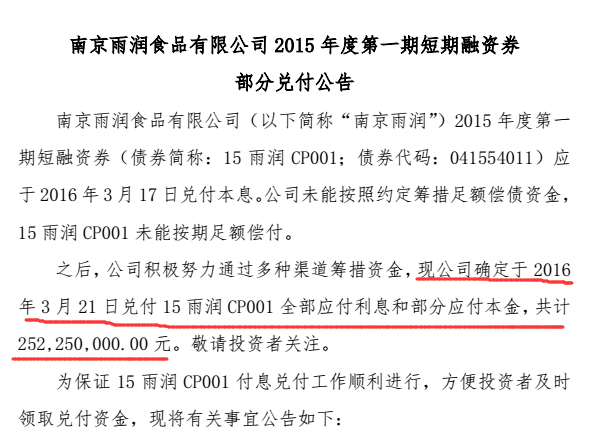 南京雨润食品有限公司 2015 年度第一期短期融资券
部分兑付公告
南京雨润食品有限公司（以下简称“南京雨润”）2015 年度第一
期短融资券（债券简称：15 雨润 CP001；债券代码：041554011）应
于 2016 年 3 月 17 日兑付本息。公司未能按照约定筹措足额偿债资金，
15 雨润 CP001 未能按期足额偿付。
之后，公司积极努力通过多种渠道筹措资金，现公司确定于 2016
年 3 月 21 日兑付 15 雨润 CP001 全部应付利息和部分应付本金，共计
252,250,000.00 元。敬请投资者关注。
为保证 15 雨润 CP001 付息兑付工作顺利进行，方便投资者及时
领取兑付资金，现将有关事宜公告如下：